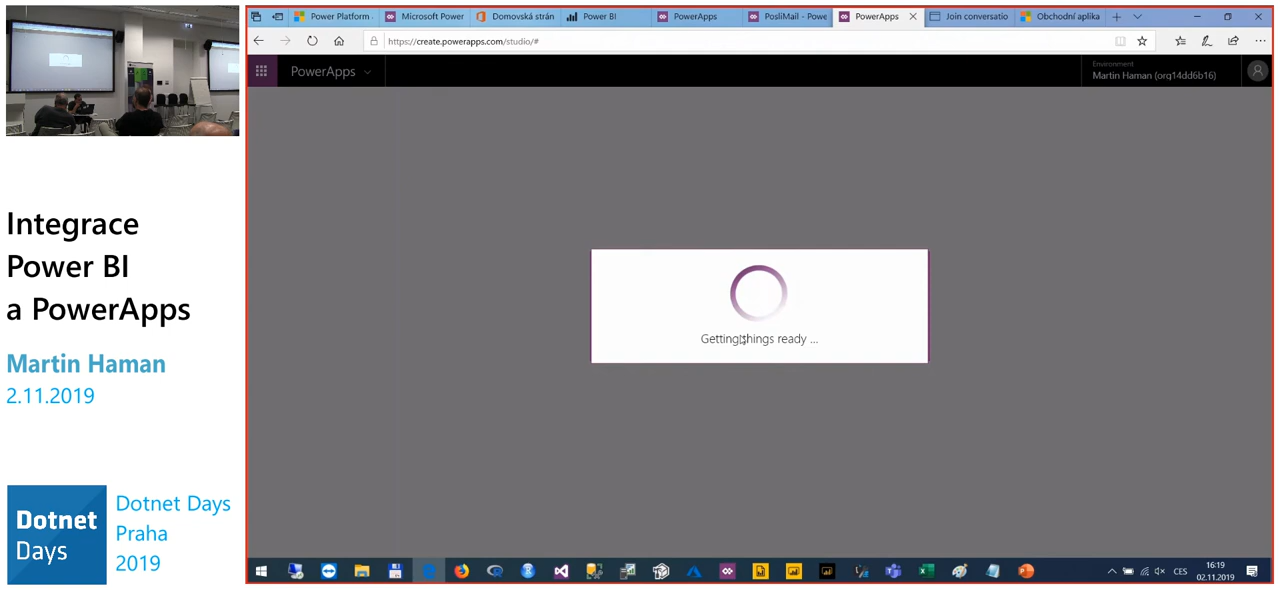 Power Platform
Microsoft Power
Domovská strán
Power BI
PowerApps
PosliMail - Powe
PowerApps
Join conversatio
Obchodní aplika
https://create.powerapps.com/studio/#
PowerApps
Environment
Martin Haman (orq14dd6b16)
Integrace
Power BI
a PowerApps
Martin Haman
2.11.2019
Getting things ready ...
Dotnet
Days
Dotnet Days
Praha
2019
CES
16:19
02.11.2019